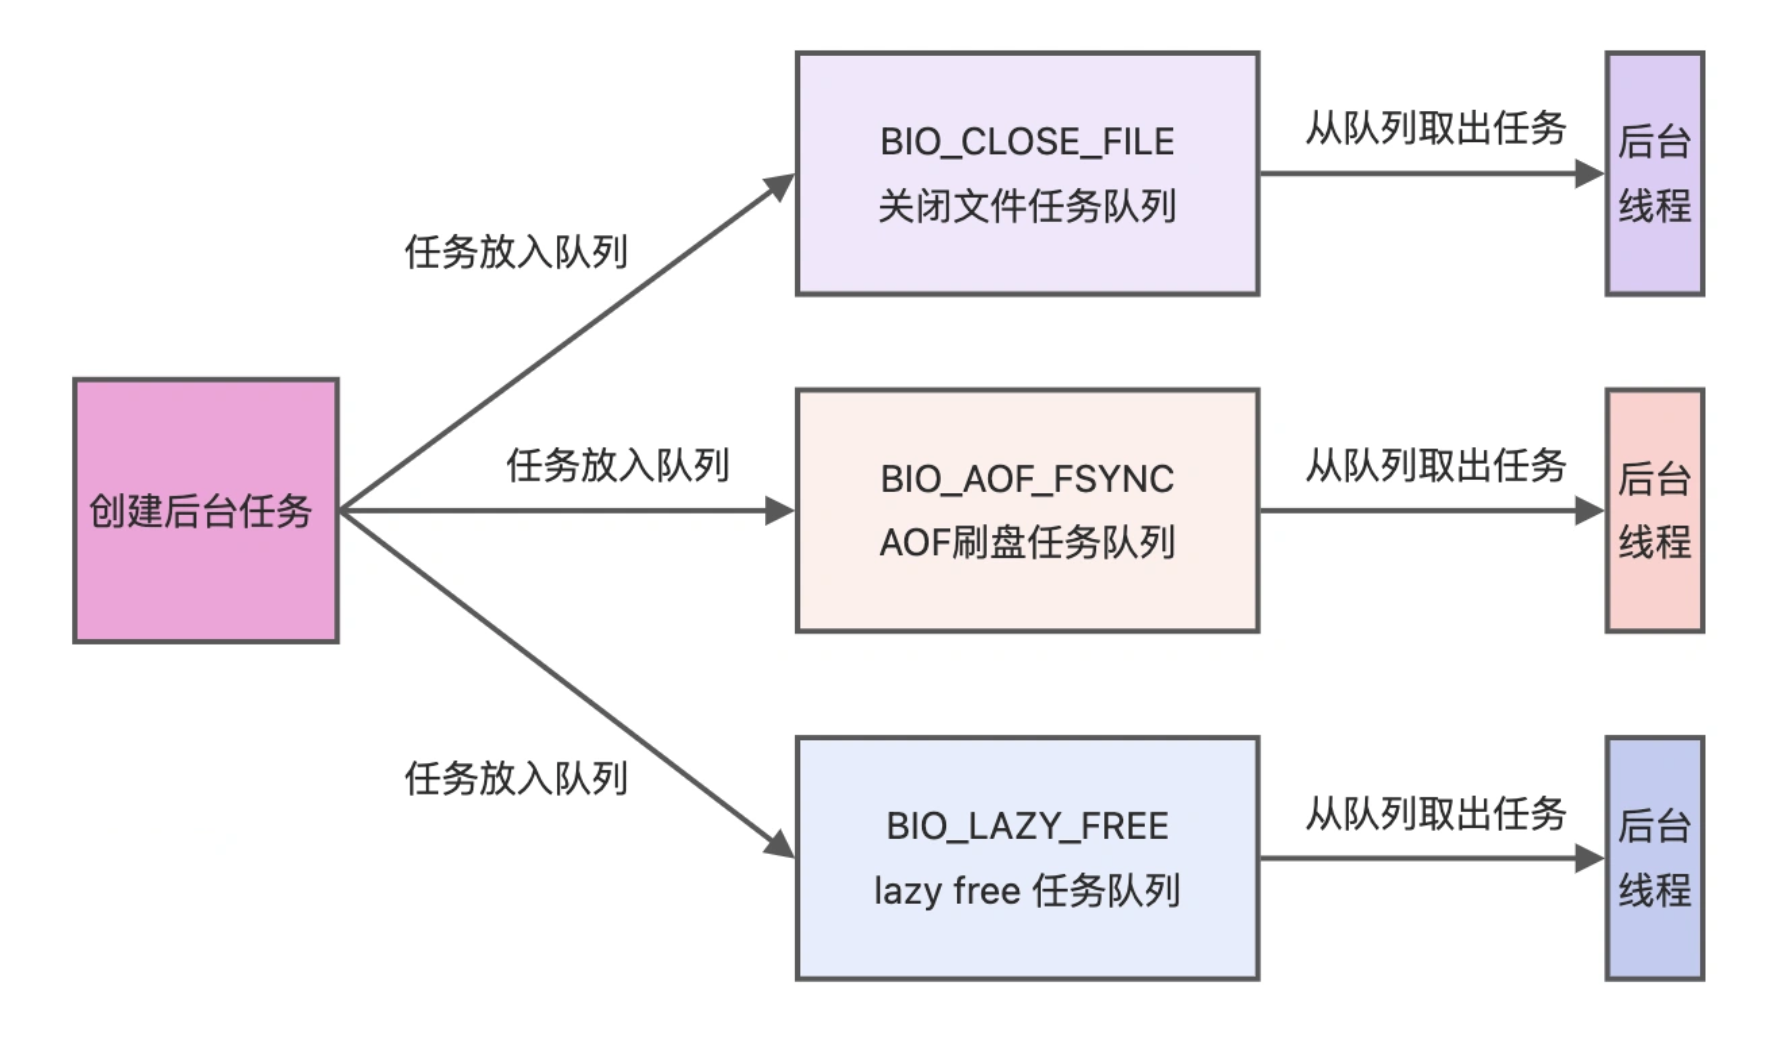 创建后台任务
任务放入队列
BIO_CLOSE_FILE
关闭文件任务队列
从队列取出任务
后台
线程
任务放入队列
BIO_AOF_FSYNC
AOF刷盘任务队列
从队列取出任务
后台
线程
任务放入队列
BIO_LAZY_FREE
lazy free 任务队列
从队列取出任务
后台
线程